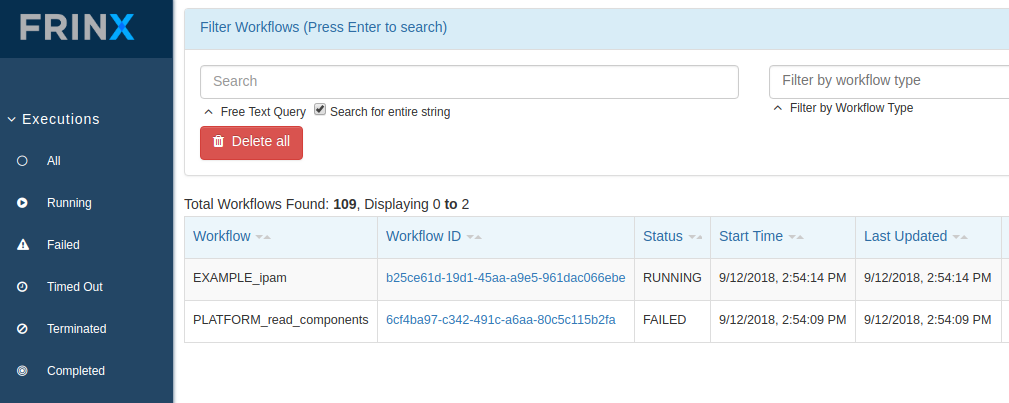 FRINX
Executions
All
Running
Failed
Timed Out
Terminated
Completed
Filter Workflows (Press Enter to search)
Search
Free Text Query Search for entire string
Delete all
Filter by workflow type
Filter by Workflow Type
Total Workflows Found: 109, Displaying 0 to 2
Workflow Workflow ID Status Start Time Last Updated
EXAMPLE_ipam b25ce61d-19d1-45aa-a9e5-961dac066ebe RUNNING 9/12/2018, 2:54:14 PM 9/12/2018, 2:54:14 PM
PLATFORM_read_components 6cf4ba97-c342-491c-a6aa-80c5c115b2fa FAILED 9/12/2018, 2:54:09 PM 9/12/2018, 2:54:09 PM